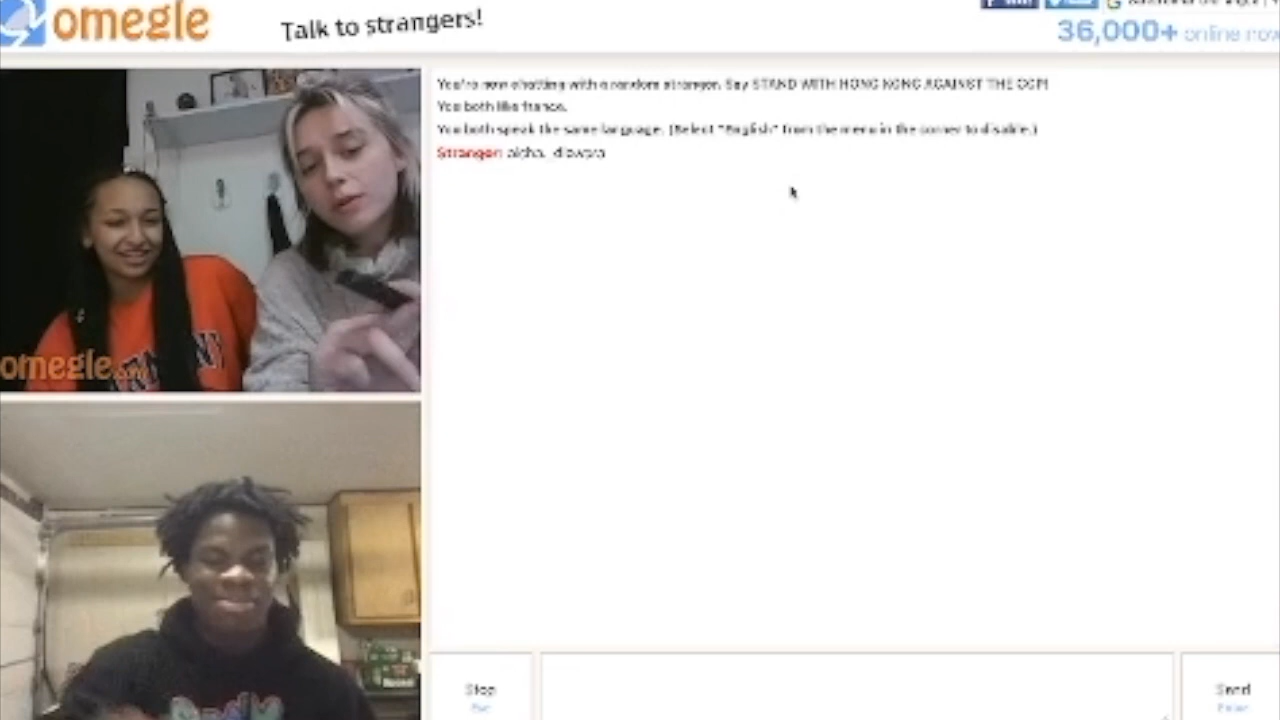 omegle
Talk to strangers!
36,000+ online now
You're now chatting with a random stranger. Say STAND WITH HONG KONG AGAINST THE CCP!
You both like france.
You both speak the same language. (Select "English" from the menu in the corner to disable.)
Stranger:
omegle
Stop
Esc
Send
Enter